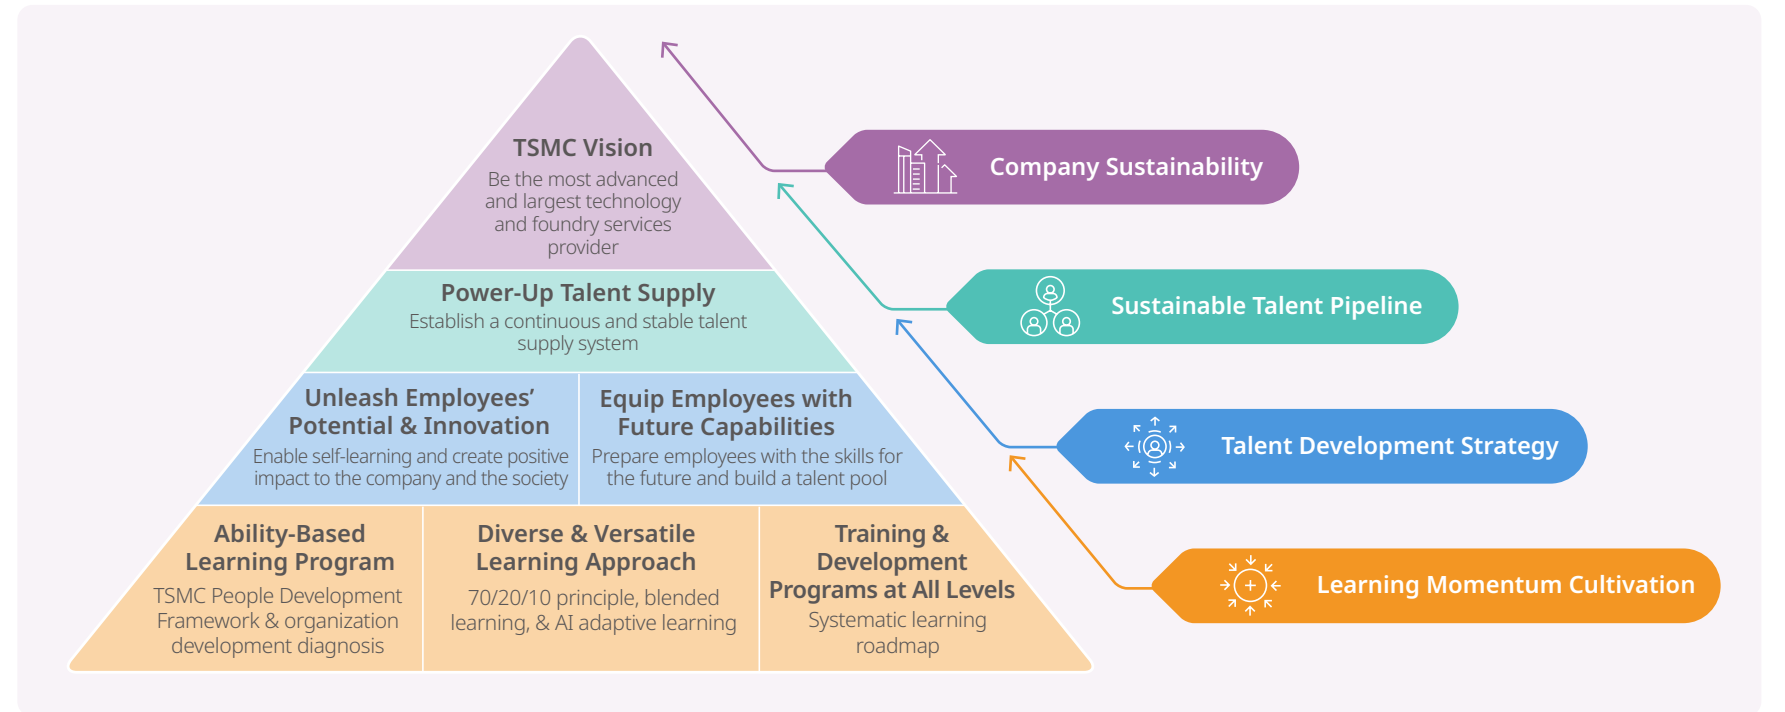 TSMC Vision
Be the most advanced
and largest technology
and foundry services
provider
Company Sustainability
Power-Up Talent Supply
Establish a continuous and stable talent
supply system
Sustainable Talent Pipeline
Unleash Employees’
Potential & Innovation
Enable self-learning and create positive
impact to the company and the society
Equip Employees with
Future Capabilities
Prepare employees with the skills for
the future and build a talent pool
Talent Development Strategy
Ability-Based
Learning Program
TSMC People Development
Framework & organization
development diagnosis
Diverse & Versatile
Learning Approach
70/20/10 principle, blended
learning, & AI adaptive learning
Training &
Development
Programs at All Levels
Systematic learning
roadmap
Learning Momentum Cultivation